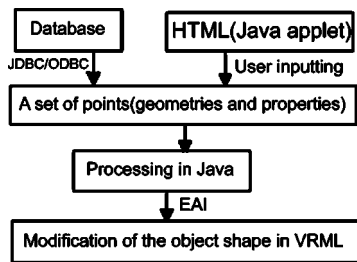 Database
HTML(Java applet)
JDBC/ODBC
User inputting
A set of points(geometries and properties)
Processing in Java
EAI
Modification of the object shape in VRML